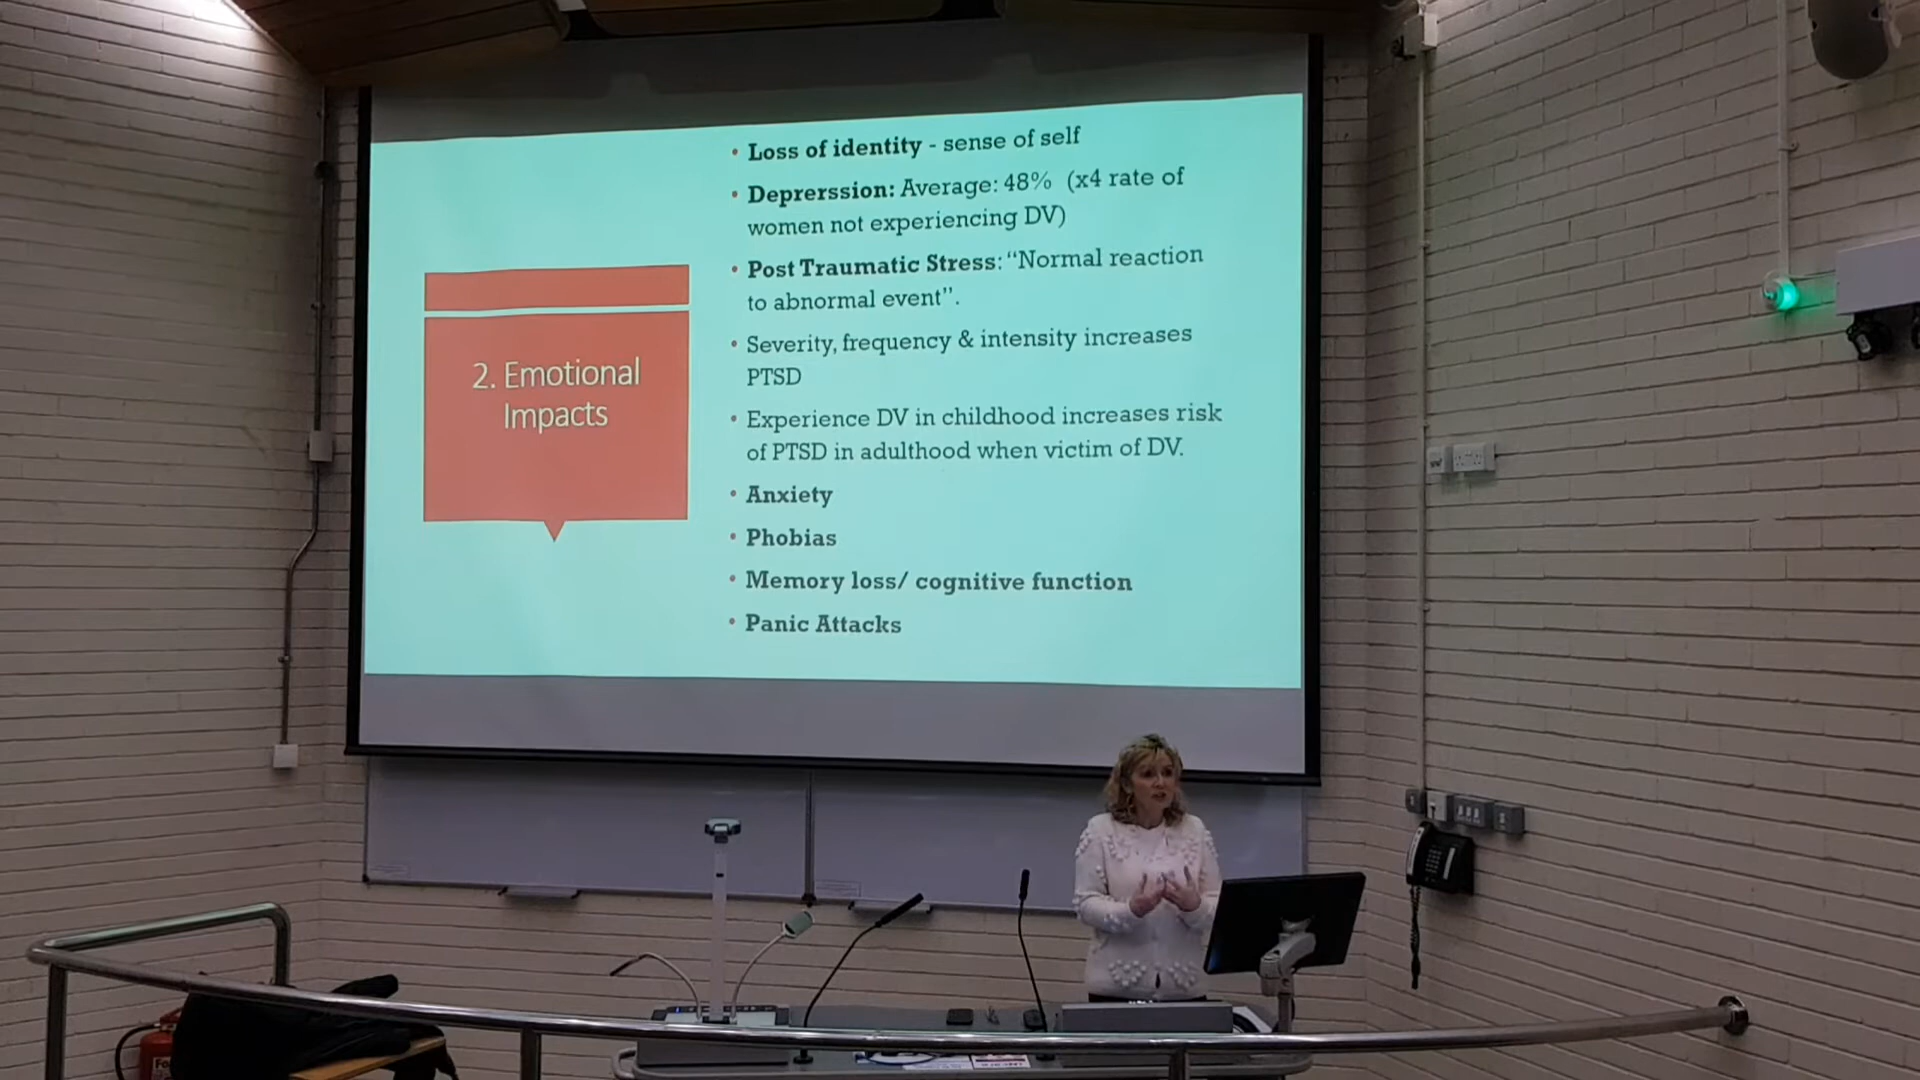 2. Emotional
Impacts
• Loss of identity - sense of self
• Deprerssion: Average: 48% (x4 rate of
women not experiencing DV)
• Post Traumatic Stress: “Normal reaction
to abnormal event”.
• Severity, frequency & intensity increases
PTSD
• Experience DV in childhood increases risk
of PTSD in adulthood when victim of DV.
• Anxiety
• Phobias
• Memory loss/ cognitive function
• Panic Attacks